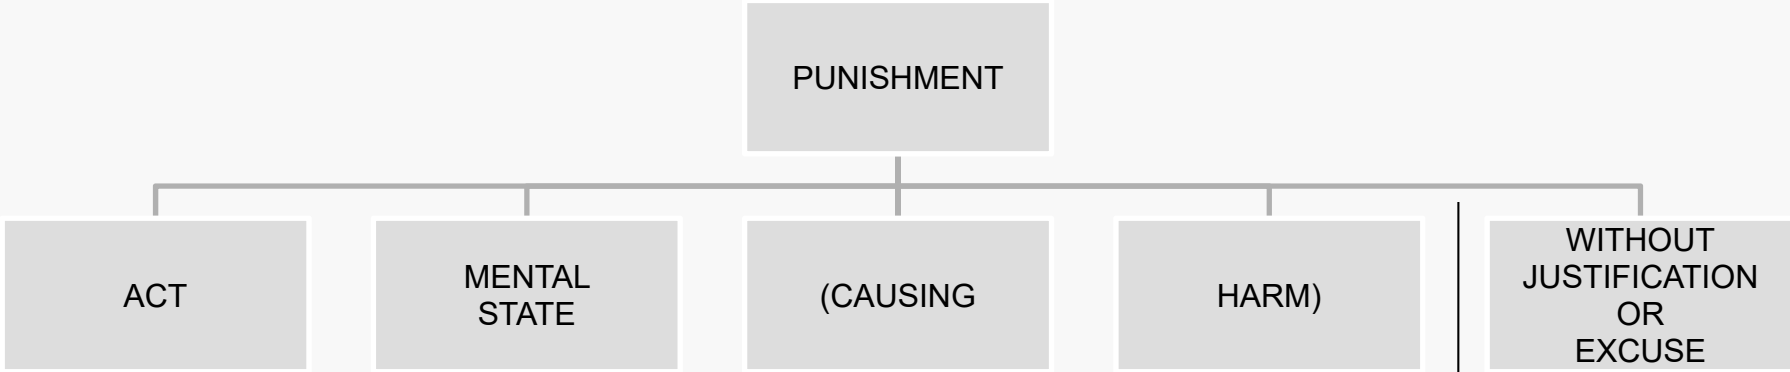 PUNISHMENT
ACT
MENTAL
STATE
(CAUSING
HARM)
WITHOUT
JUSTIFICATION
OR
EXCUSE